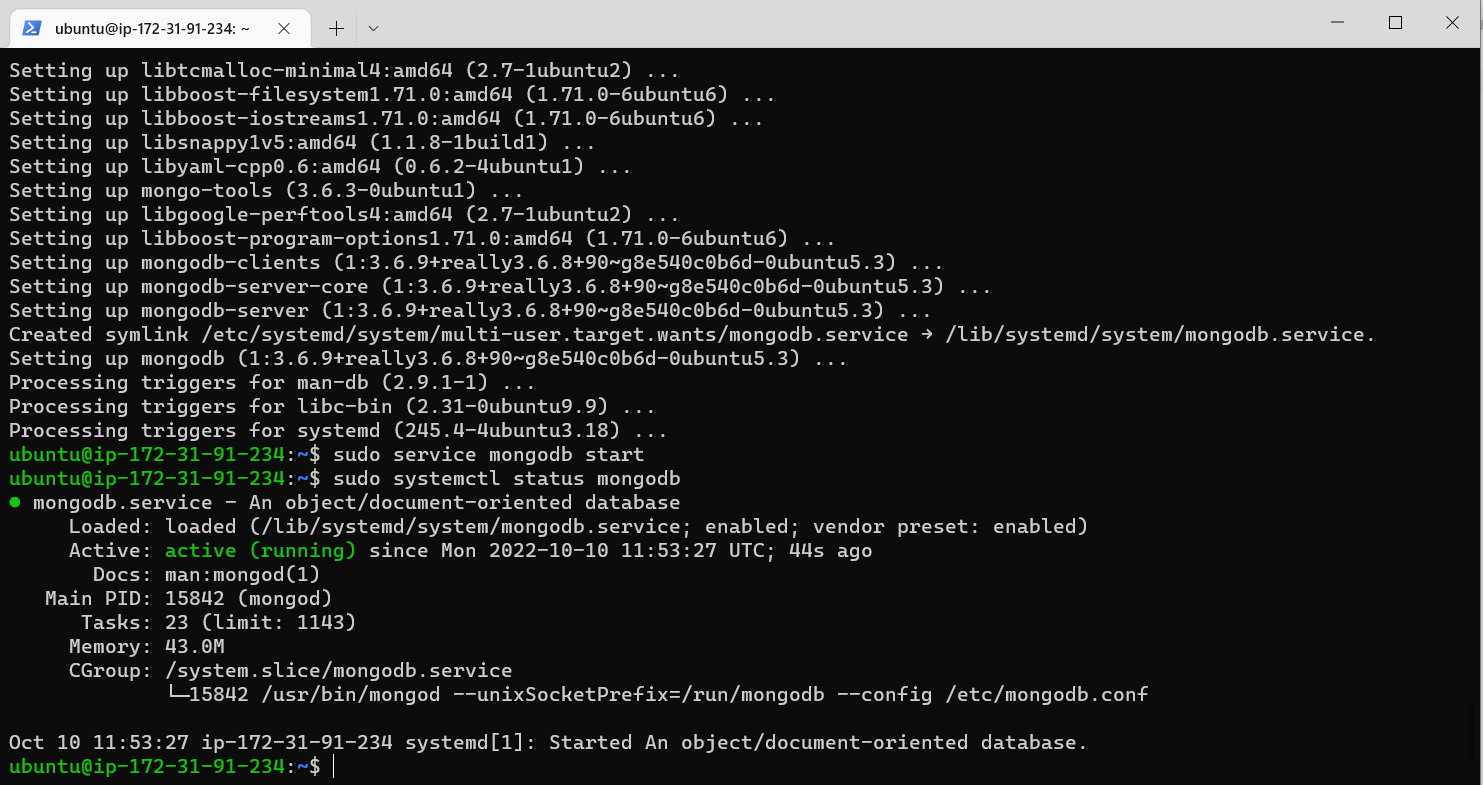 ubuntu@ip-172-31-91-234: ~
Setting up libtcmalloc-minimal4:amd64 (2.7-1ubuntu2) ...
Setting up libboost-filesystem1.71.0:amd64 (1.71.0-6ubuntu6) ...
Setting up libboost-iostreams1.71.0:amd64 (1.71.0-6ubuntu6) ...
Setting up libsnappy1v5:amd64 (1.1.8-1build1) ...
Setting up libyaml-cpp0.6:amd64 (0.6.2-4ubuntu1) ...
Setting up mongo-tools (3.6.3-0ubuntu1) ...
Setting up libgoogle-perftools4:amd64 (2.7-1ubuntu2) ...
Setting up libboost-program-options1.71.0:amd64 (1.71.0-6ubuntu6) ...
Setting up mongodb-clients (1:3.6.9+really3.6.8+90~g8e540c0b6d-0ubuntu5.3) ...
Setting up mongodb-server-core (1:3.6.9+really3.6.8+90~g8e540c0b6d-0ubuntu5.3) ...
Setting up mongodb-server (1:3.6.9+really3.6.8+90~g8e540c0b6d-0ubuntu5.3) ...
Created symlink /etc/systemd/system/multi-user.target.wants/mongodb.service → /lib/systemd/system/mongodb.service.
Setting up mongodb (1:3.6.9+really3.6.8+90~g8e540c0b6d-0ubuntu5.3) ...
Processing triggers for man-db (2.9.1-1) ...
Processing triggers for libc-bin (2.31-0ubuntu9.9) ...
Processing triggers for systemd (245.4-4ubuntu3.18) ...
ubuntu@ip-172-31-91-234:~$ sudo service mongodb start
ubuntu@ip-172-31-91-234:~$ sudo systemctl status mongodb
● mongodb.service - An object/document-oriented database
     Loaded: loaded (/lib/systemd/system/mongodb.service; enabled; vendor preset: enabled)
     Active: active (running) since Mon 2022-10-10 11:53:27 UTC; 44s ago
       Docs: man:mongod(1)
   Main PID: 15842 (mongod)
      Tasks: 23 (limit: 1143)
     Memory: 43.0M
     CGroup: /system.slice/mongodb.service
             └─15842 /usr/bin/mongod --unixSocketPrefix=/run/mongodb --config /etc/mongodb.conf
Oct 10 11:53:27 ip-172-31-91-234 systemd[1]: Started An object/document-oriented database.
ubuntu@ip-172-31-91-234:~$